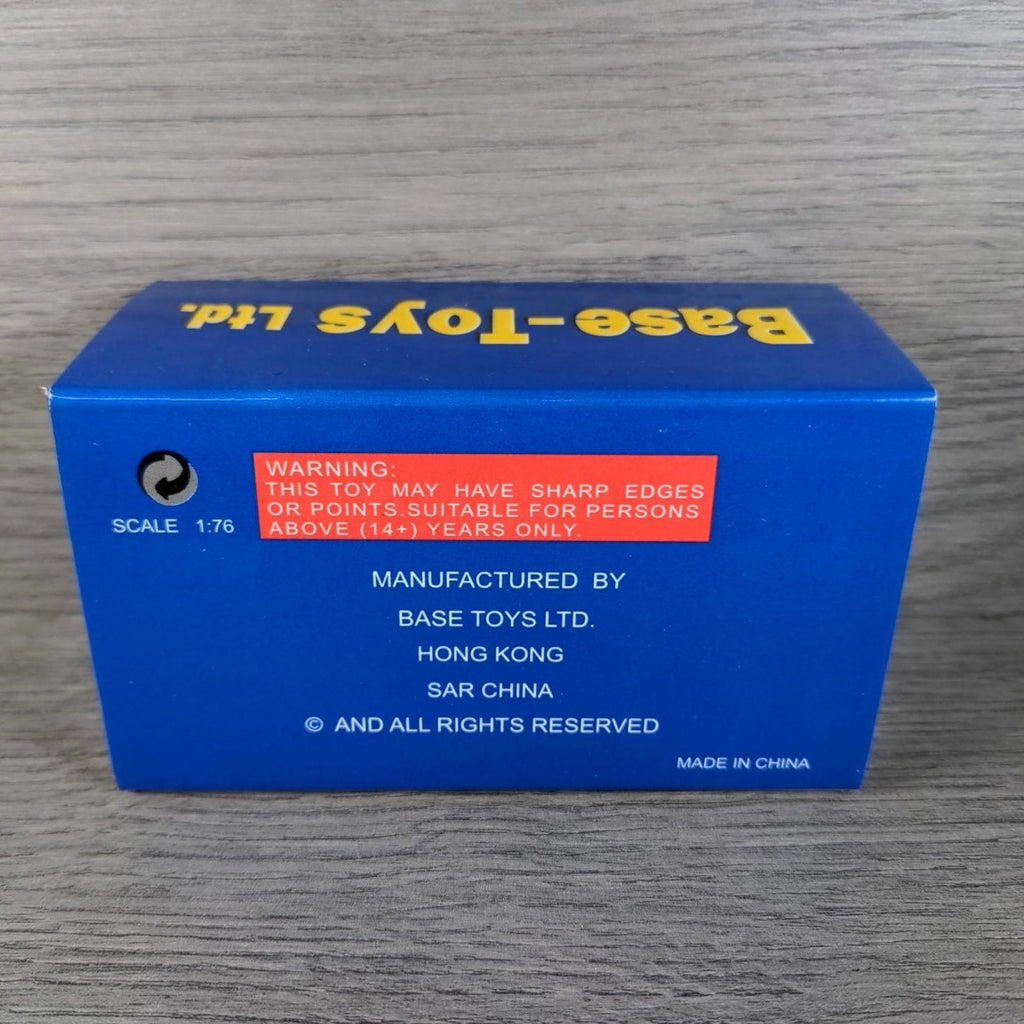 Base-Toys Ltd.
WARNING:
THIS TOY MAY HAVE SHARP EDGES
OR POINTS.SUITABLE FOR PERSONS
ABOVE (14+) YEARS ONLY.
SCALE 1:76
MANUFACTURED BY
BASE TOYS LTD.
HONG KONG
SAR CHINA
© AND ALL RIGHTS RESERVED
MADE IN CHINA